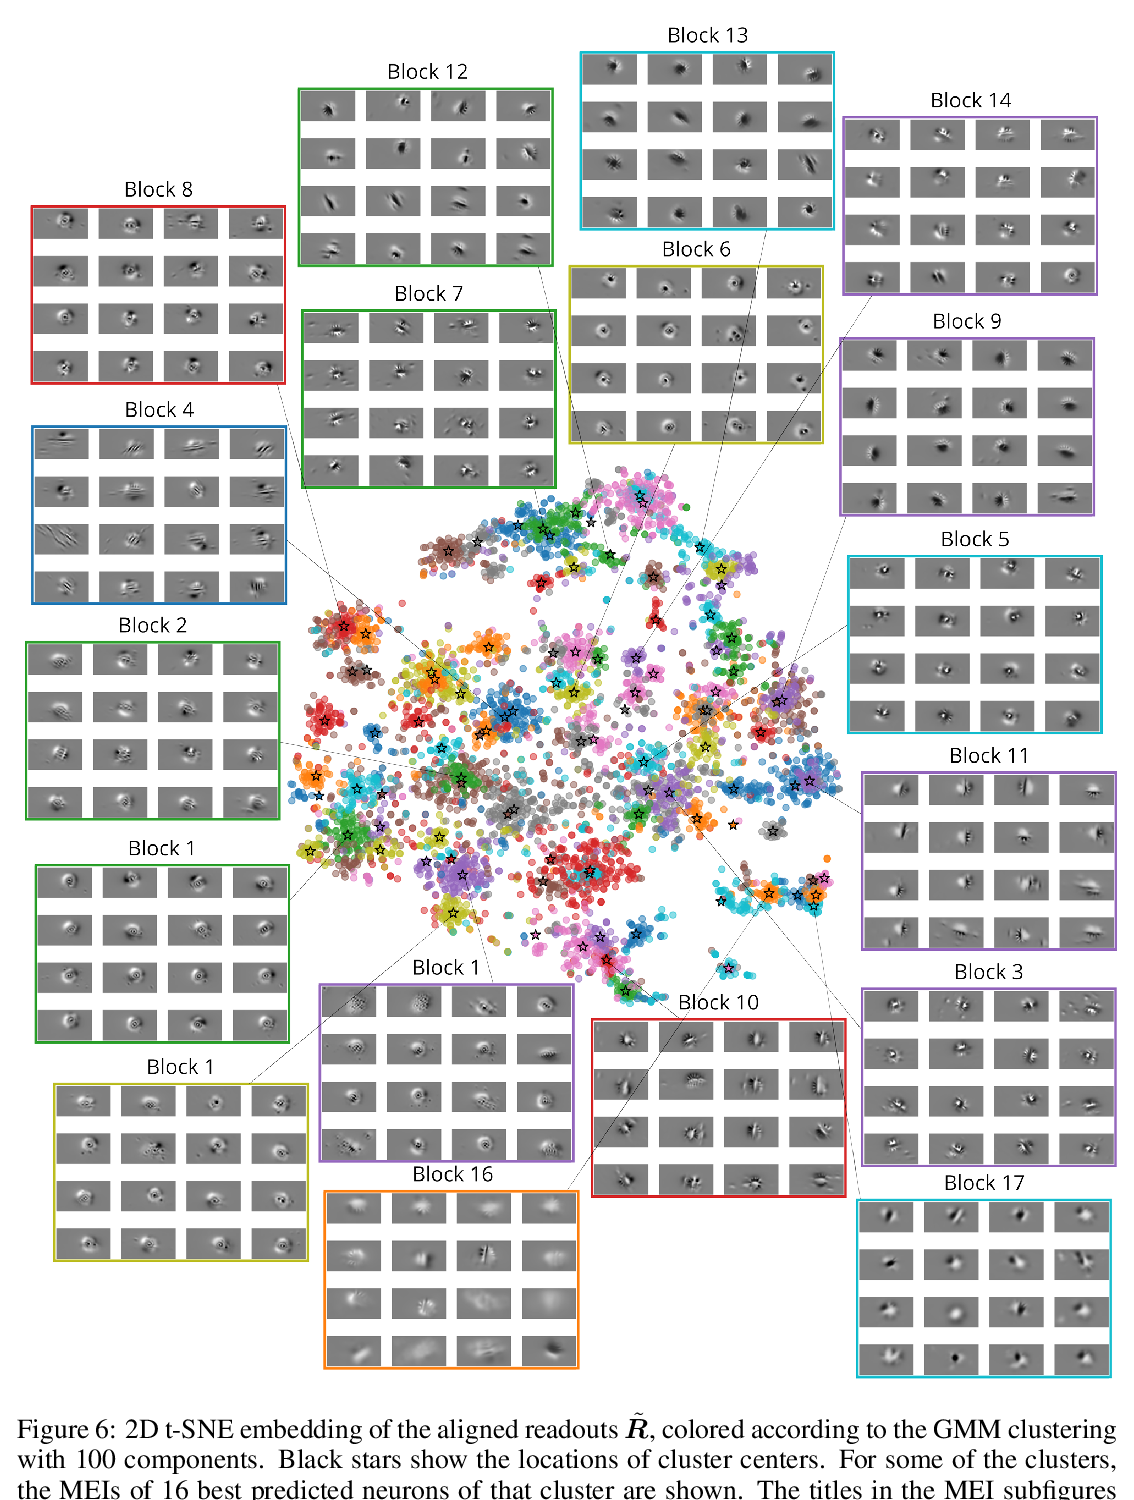 Block 13
Block 12
Block 14
Block 8
Block 6
Block 7
Block 9
Block 4
Block 5
Block 2
Block 11
Block 1
Block 1
Block 3
Block 10
Block 1
Block 16
Block 17
Figure 6: 2D t-SNE embedding of the aligned readouts R̃, colored according to the GMM clustering
with 100 components. Black stars show the locations of cluster centers. For some of the clusters,
the MEIs of 16 best predicted neurons of that cluster are shown. The titles in the MEI subfigures